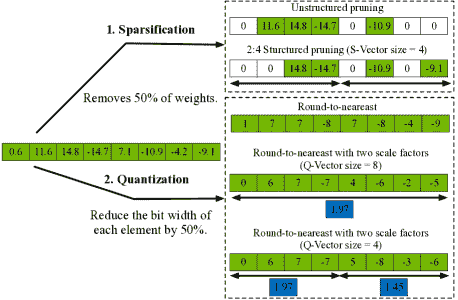 Unstructured pruning
1. Sparsification
0 11.6 14.8 -14.7 0 -10.9 0 0
2:4 Sturctured pruning (S-Vector size = 4)
0 0 14.8 -14.7 0 -10.9 0 -9.1
Removes 50% of weights.
Round-to-neareast
1 7 7 -8 7 -8 -4 -9
0.6 11.6 14.8 -14.7 7.1 -10.9 -4.2 -9.1
Round-to-neareast with two scale factors
(Q-Vector size = 8)
2. Quantization
0 6 7 -7 4 -6 -2 -5
Reduce the bit width of
each element by 50%.
1.97
Round-to-neareast with two scale factors
(Q-Vector size = 4)
0 6 7 -7 5 -8 -3 -6
1.97 1.45